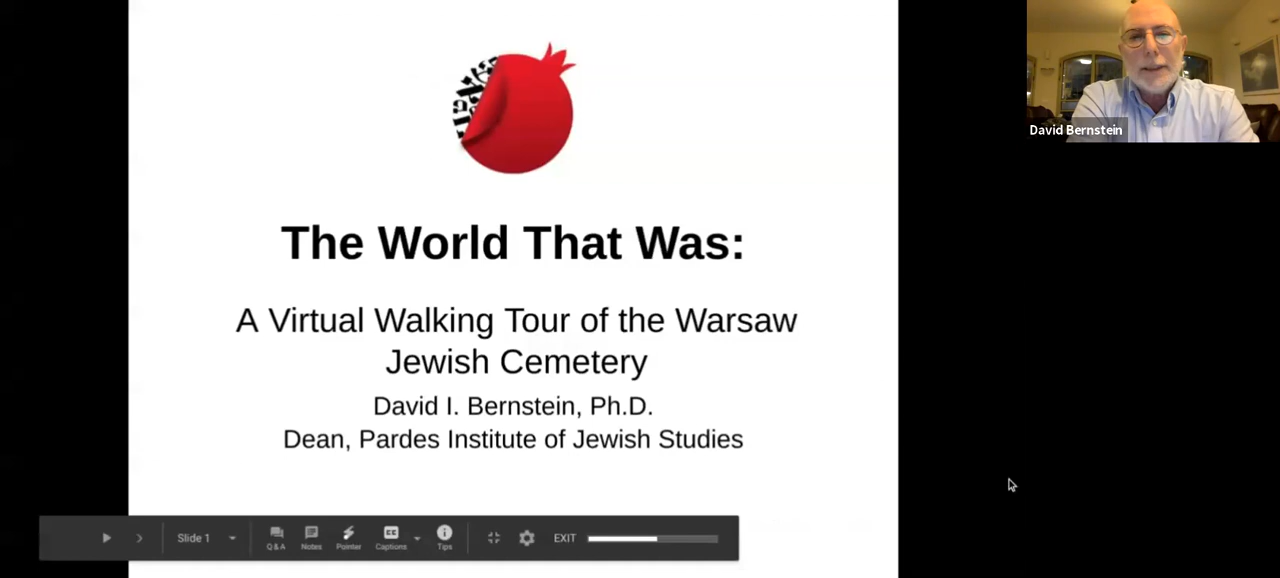 The World That Was:
A Virtual Walking Tour of the Warsaw
Jewish Cemetery
David I. Bernstein, Ph.D.
Dean, Pardes Institute of Jewish Studies
David Bernstein
Slide 1
Q&A
Notes
Pointer
CC
Captions
Tips
EXIT